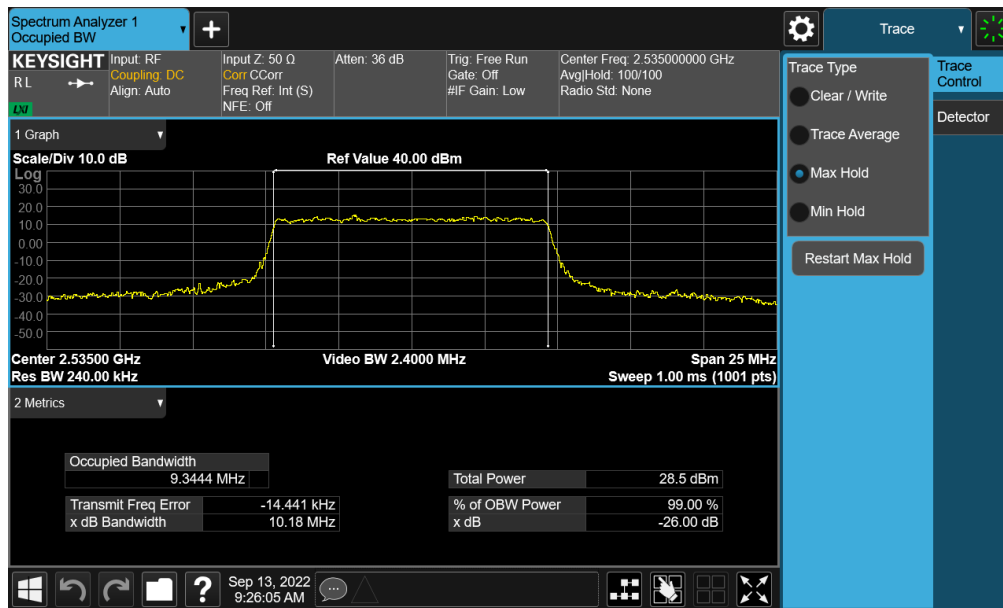 Spectrum Analyzer 1
Occupied BW
+
Trace
KEYSIGHT
R L
LXI
Input: RF
Coupling: DC
Align: Auto
Input Z: 50 Ω
Corr CCorr
Freq Ref: Int (S)
NFE: Off
Atten: 36 dB
Trig: Free Run
Gate: Off
#IF Gain: Low
Center Freq: 2.535000000 GHz
Avg|Hold: 100/100
Radio Std: None
Trace Type
Clear / Write
Trace Average
Max Hold
Min Hold
Restart Max Hold
Trace
Control
Detector
1 Graph
Scale/Div 10.0 dB
Ref Value 40.00 dBm
Log
30.0
20.0
10.0
0.00
-10.0
-20.0
-30.0
-40.0
-50.0
Center 2.53500 GHz
Video BW 2.4000 MHz
Span 25 MHz
Res BW 240.00 kHz
Sweep 1.00 ms (1001 pts)
2 Metrics
Occupied Bandwidth
9.3444 MHz
Total Power 28.5 dBm
Transmit Freq Error -14.441 kHz
% of OBW Power 99.00 %
x dB Bandwidth 10.18 MHz
x dB -26.00 dB
?
Sep 13, 2022
9:26:05 AM